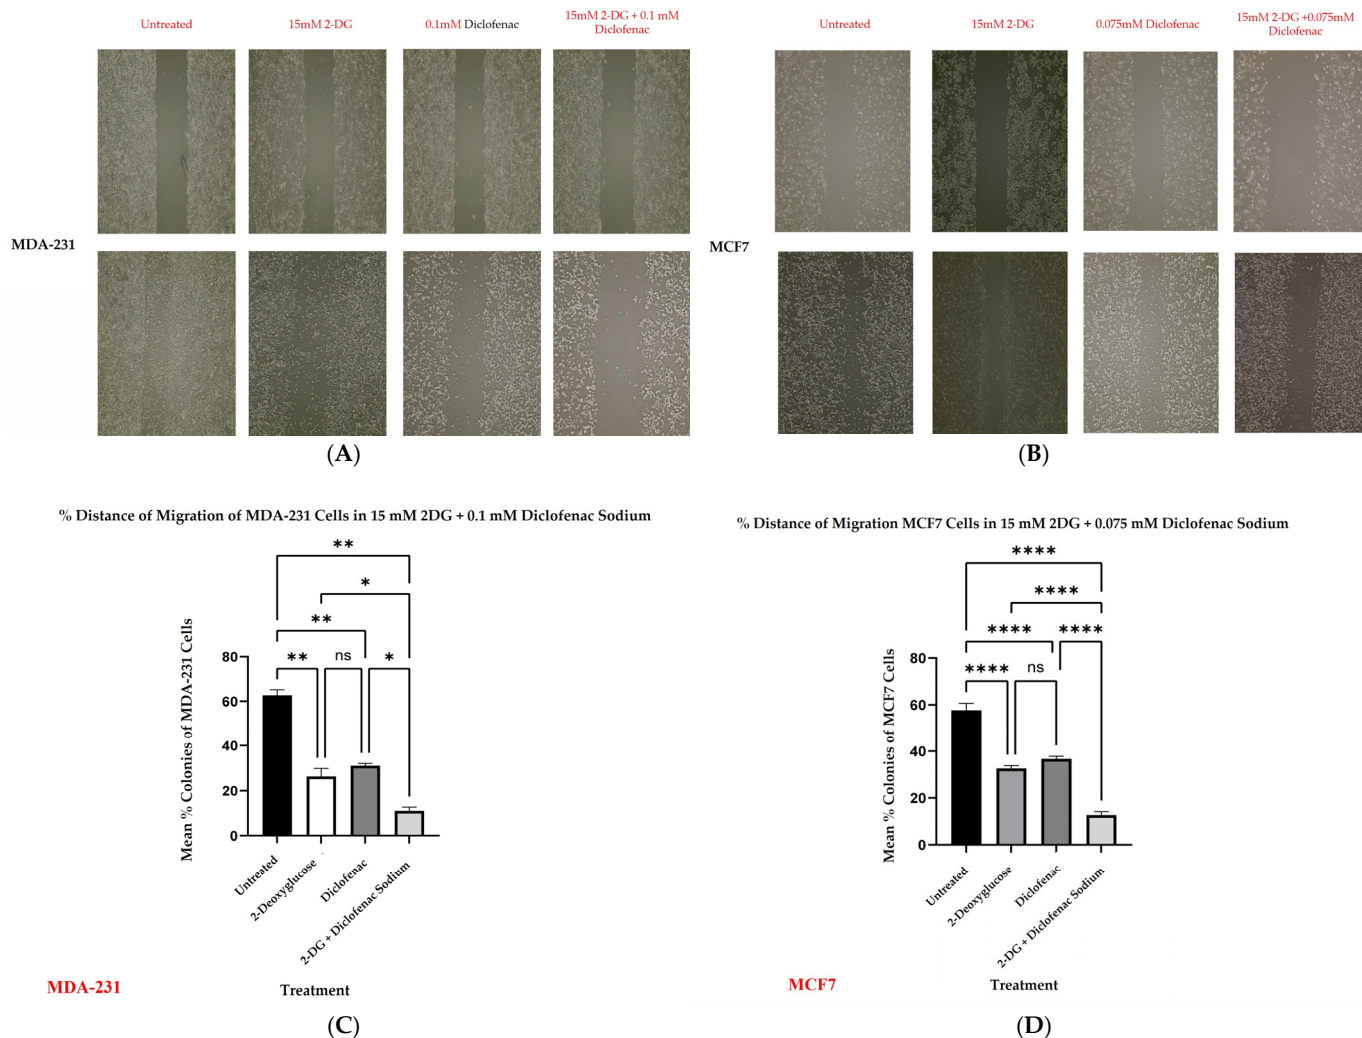 Untreated
15mM 2-DG
0.1mM Diclofenac
15mM 2-DG + 0.1 mM
Diclofenac
MDA-231
(A)
Untreated
15mM 2-DG
0.075mM Diclofenac
15mM 2-DG +0.075mM
Diclofenac
MCF7
(B)
% Distance of Migration of MDA-231 Cells in 15 mM 2DG + 0.1 mM Diclofenac Sodium
**
*
**
** ns *
Mean % Colonies of MDA-231 Cells
80
60
40
20
0
Untreated
2-Deoxyglucose
Diclofenac
2-DG + Diclofenac Sodium
MDA-231
Treatment
(C)
% Distance of Migration MCF7 Cells in 15 mM 2DG + 0.075 mM Diclofenac Sodium
****
****
**** ****
**** ns
Mean % Colonies of MCF7 Cells
80
60
40
20
0
Untreated
2-Deoxyglucose
Diclofenac
2-DG + Diclofenac Sodium
MCF7
Treatment
(D)